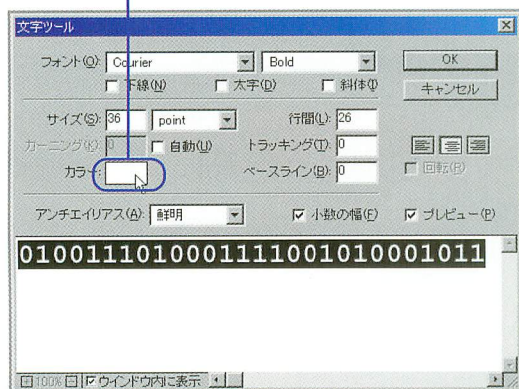 文字ツール
フォント(O): Courier Bold OK
下線(N) 太字(D) 斜体(I) キャンセル
サイズ(S): 36 point 行間(L): 26
カーニング(K): 0 自動(U) トラッキング(T): 0
カラー: ベースライン(B): 0 回転(R)
アンチエイリアス(A): 鮮明 小数の幅(F) プレビュー(P)
0100111010001111001010001011
100% ウインドウ内に表示